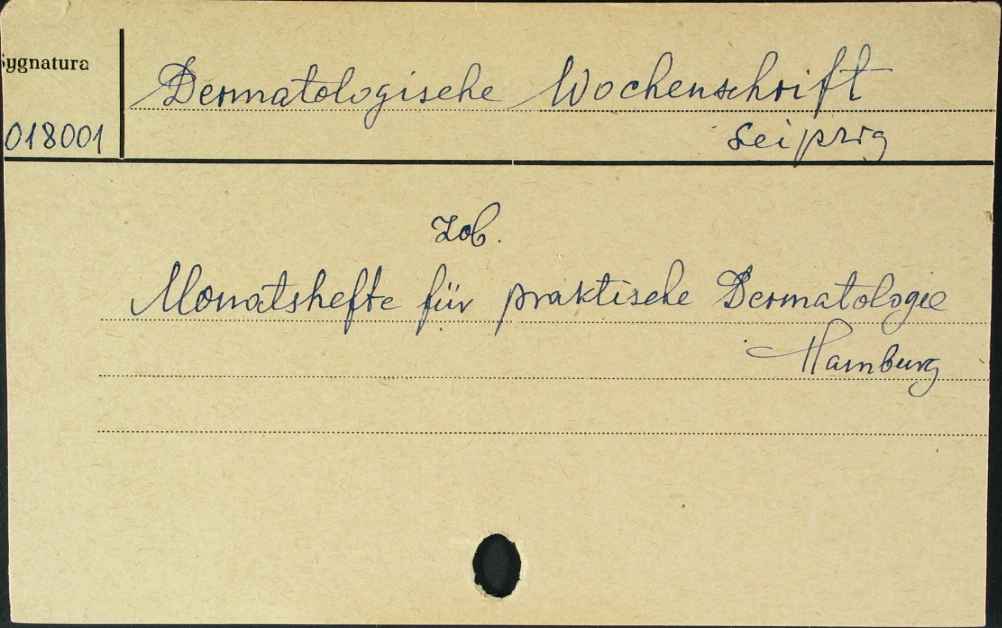 Sygnatura
018001
Dermatologische Wochenschrift
Leipzig
Zob.
Monatshefte für praktische Dermatologie
Hamburg